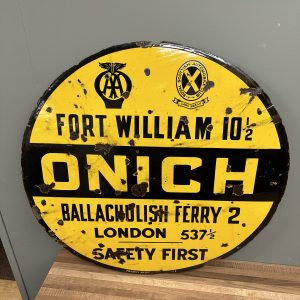 AA
FORT WILLIAM 10½
ONICH
BALLACHULISH FERRY 2
LONDON 537½
SAFETY FIRST